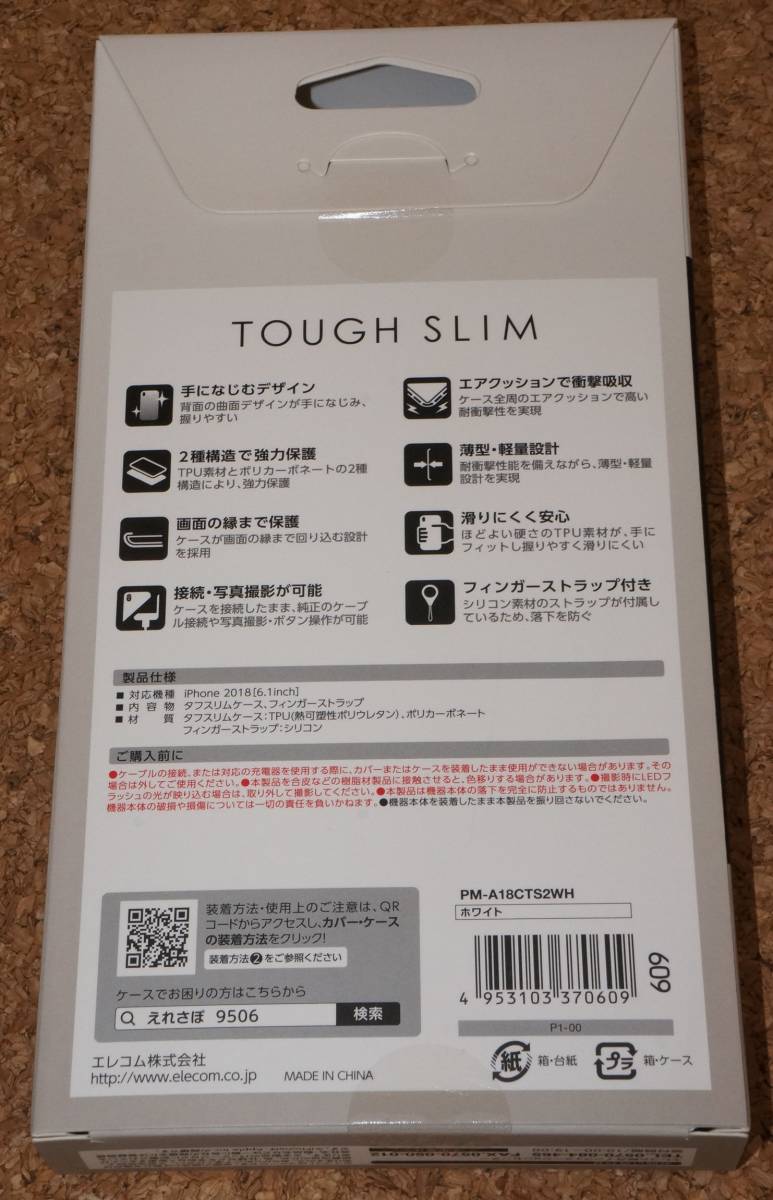 TOUGH SLIM
手になじむデザイン
背面の曲面デザインが手になじみ、
握りやすい
エアクッションで衝撃吸収
ケース全周のエアクッションで高い
耐衝撃性を実現
2種構造で強力保護
TPU素材とポリカーボネートの2種
構造により、強力保護
薄型・軽量設計
耐衝撃性能を備えながら、薄型・軽量
設計を実現
画面の縁まで保護
ケースが画面の縁まで回り込む設計
を採用
滑りにくく安心
ほどよい硬さのTPU素材が、手に
フィットし握りやすく滑りにくい
接続・写真撮影が可能
ケースを接続したまま、純正のケーブ
ル接続や写真撮影・ボタン操作が可能
フィンガーストラップ付き
シリコン素材のストラップが付属し
ているため、落下を防ぐ
製品仕様
■ 対応機種 iPhone 2018[6.1inch]
■ 内容物 タフスリムケース、フィンガーストラップ
■ 材質 タフスリムケース:TPU(熱可塑性ポリウレタン)、ポリカーボネート
フィンガーストラップ:シリコン
ご購入前に
●ケーブルの接続、または対応の充電器を使用する際に、カバーまたはケースを装着したまま使用ができない場合があります。その
場合は外してご使用ください。●本製品を合皮などの樹脂材製品に接触させると、色移りする場合があります。●撮影時にLEDフ
ラッシュの光が映り込む場合は、取り外して撮影してください。●本製品は機器本体の落下を完全に防止するものではありません。
機器本体の破損や損傷については一切の責任を負いかねます。●機器本体を装着したまま本製品を振り回さないでください。
装着方法・使用上のご注意は、QR
コードからアクセスし、カバー・ケース
の装着方法をクリック!
装着方法❷をご参照ください
ケースでお困りの方はこちらから
えれさぽ 9506 検索
PM-A18CTS2WH
ホワイト
4 953103 370609
609
P1-00
エレコム株式会社
http://www.elecom.co.jp MADE IN CHINA
紙 箱・台紙 プラ 箱・ケース